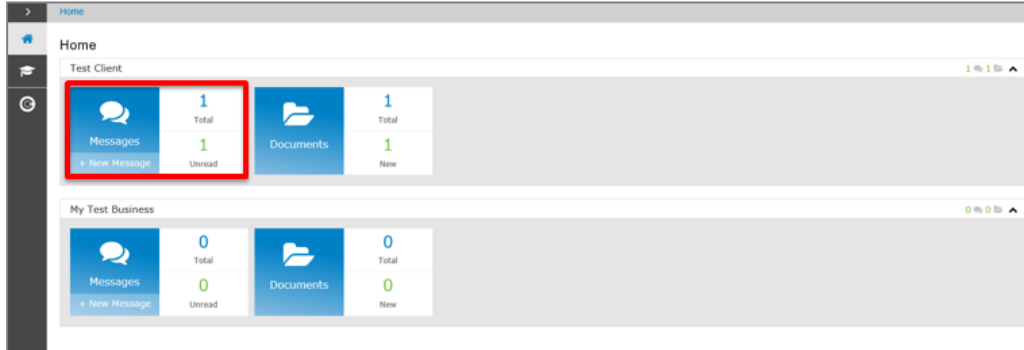 Home
Home
Test Client
1 1
Messages
+ New Message
1
Total
1
Unread
Documents
1
Total
1
New
My Test Business
0 0
Messages
+ New Message
0
Total
0
Unread
Documents
0
Total
0
New